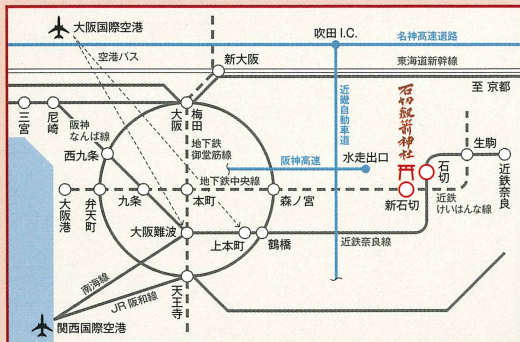 大阪国際空港
吹田 I.C.
名神高速道路
空港バス
新大阪
東海道新幹線
至 京都
三宮
尼崎
阪神
なんば線
大阪
梅田
地下鉄
御堂筋線
近畿自動車道
石切劔箭神社
西九条
阪神高速
水走出口
石切
生駒
近鉄奈良
地下鉄中央線
大阪港
弁天町
九条
本町
森ノ宮
新石切
近鉄
けいはんな線
大阪難波
上本町
鶴橋
近鉄奈良線
南海線
JR 阪和線
天王寺
関西国際空港